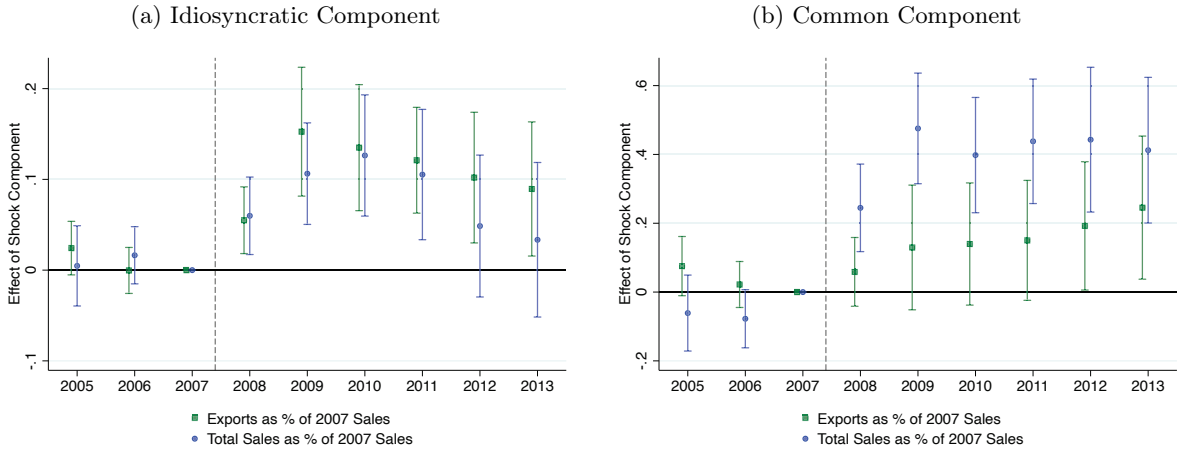 (a) Idiosyncratic Component
Effect of Shock Component
.2
.1
0
-.1
2005 2006 2007 2008 2009 2010 2011 2012 2013
Exports as % of 2007 Sales
Total Sales as % of 2007 Sales
(b) Common Component
Effect of Shock Component
.6
.4
.2
0
-.2
2005 2006 2007 2008 2009 2010 2011 2012 2013
Exports as % of 2007 Sales
Total Sales as % of 2007 Sales